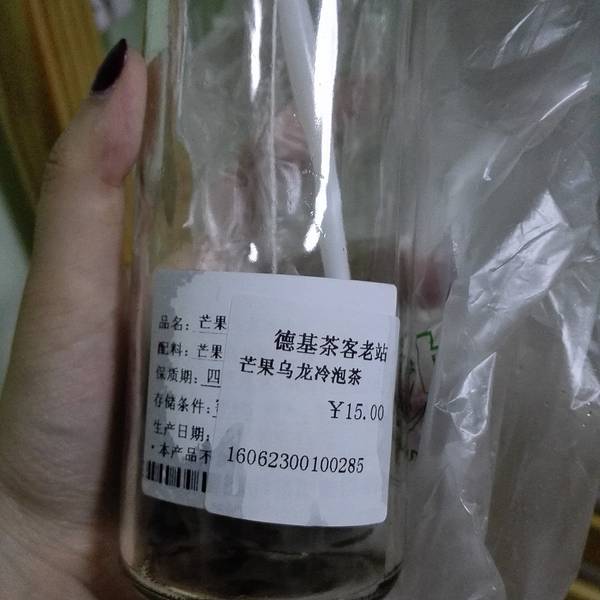 品名：芒果
配料：芒果
保质期：四
存储条件：
生产日期：
·本产品不
德基茶客老站
芒果乌龙冷泡茶
￥15.00
16062300100285